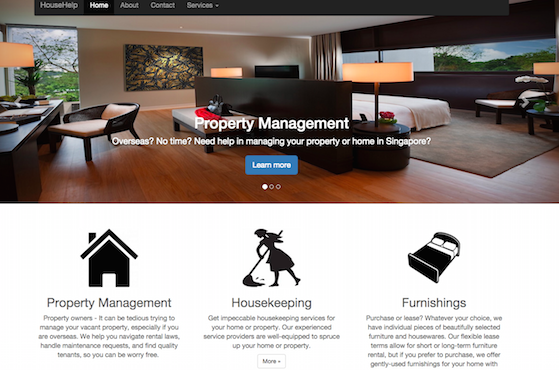 HouseHelp Home About Contact Services
Property Management
Overseas? No time? Need help in managing your property or home in Singapore?
Learn more
Property Management
Property owners - It can be tedious trying to
manage your vacant property, especially if you
are overseas. We help you navigate rental laws,
handle maintenance requests, and find quality
tenants, so you can be worry free.
Housekeeping
Get impeccable housekeeping services for
your home or property. Our experienced
service providers are well-equipped to spruce
up your home or property.
More »
Furnishings
Purchase or lease? Whatever your choice, we
have individual pieces of beautifully selected
furniture and housewares. Our flexible lease
terms allow for short or long-term furniture
rental, but if you prefer to purchase, we offer
gently-used furnishings for your home with